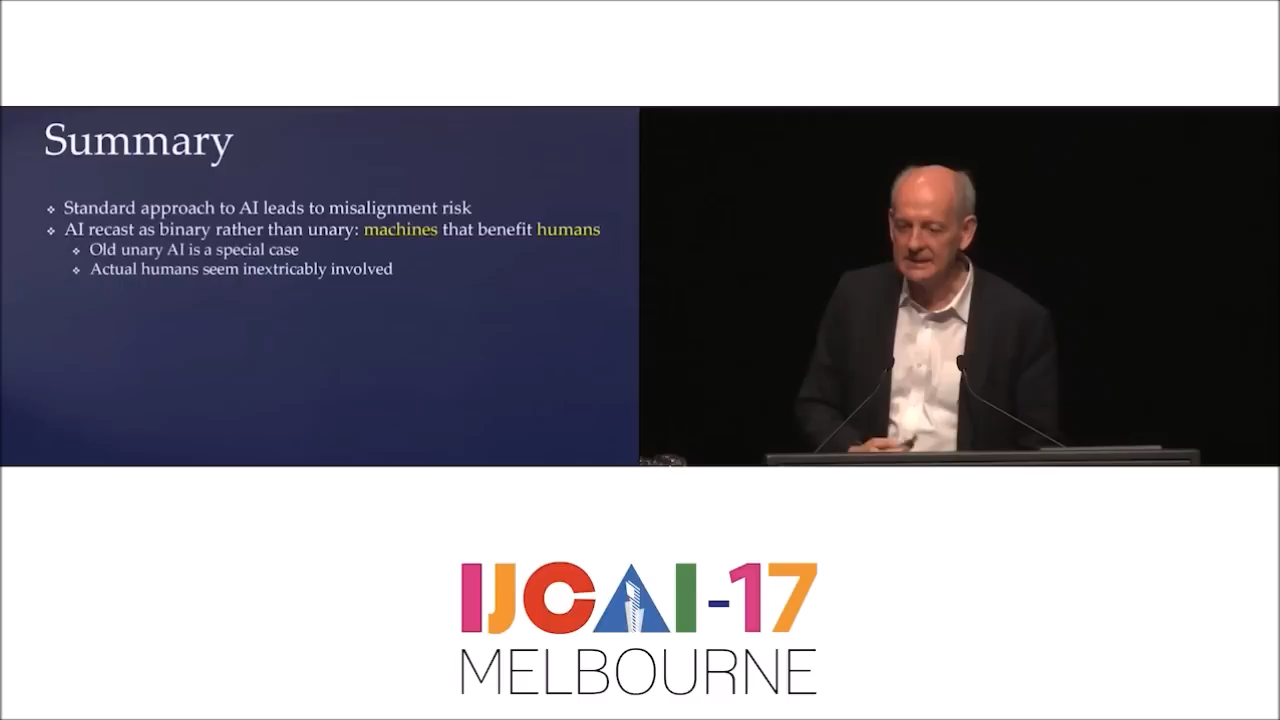 Summary
❖ Standard approach to AI leads to misalignment risk
❖ AI recast as binary rather than unary: machines that benefit humans
❖ Old unary AI is a special case
❖ Actual humans seem inextricably involved
IJCAI-17
MELBOURNE